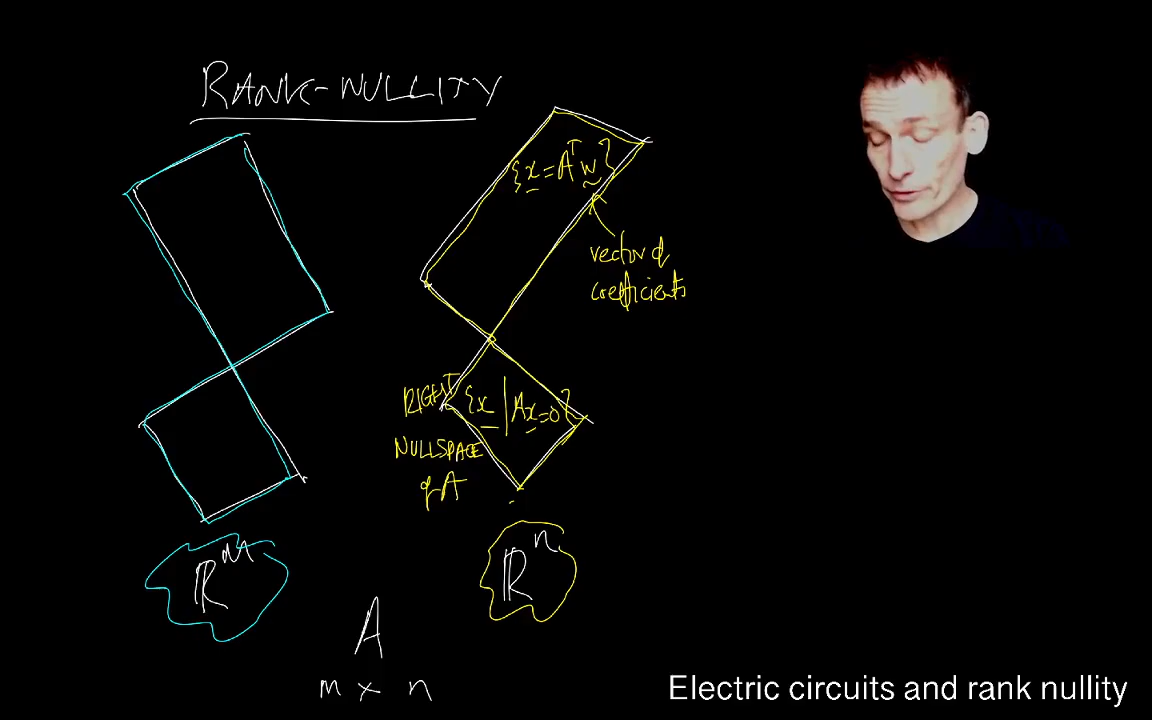 RANK-NULLITY
{x = Aᵀw}
vector of
coefficients
RIGHT
NULLSPACE
of A
{x | Ax=0}
ℝᵐ
ℝⁿ
A
m × n
Electric circuits and rank nullity